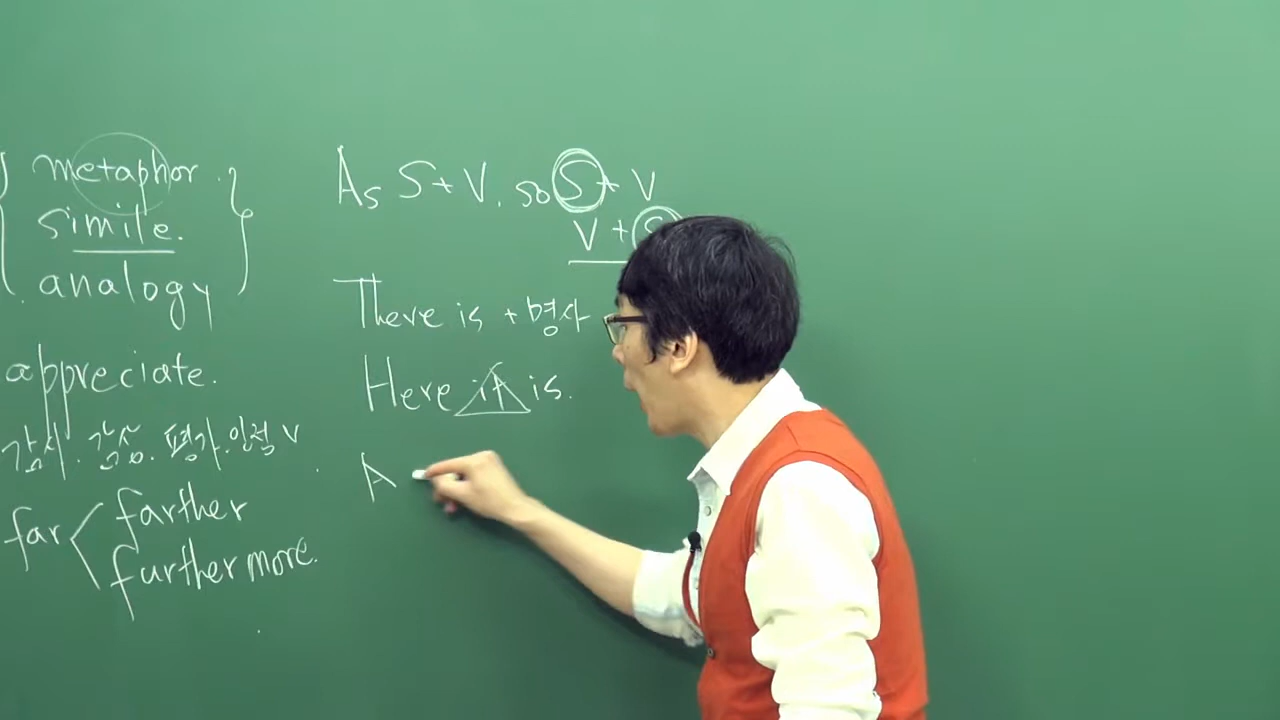 metaphor.
simile.
analogy
appreciate.
감사. 감상. 평가. 인정 V
far farther
furthermore.
As S+V, so S+V
V+S
There is + 명사
Here it is.
A